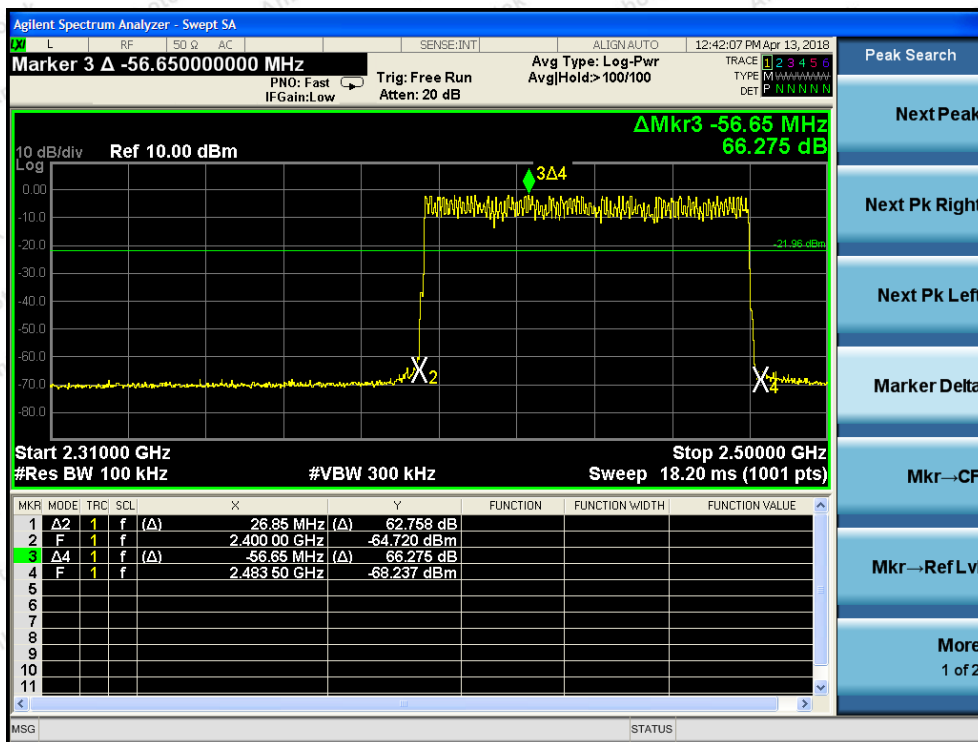 Agilent Spectrum Analyzer - Swept SA
LXI L RF 50 Ω AC SENSE:INT ALIGN AUTO 12:42:07 PM Apr 13, 2018
Marker 3 Δ -56.650000000 MHz
PNO: Fast
IFGain:Low
Trig: Free Run
Atten: 20 dB
Avg Type: Log-Pwr
Avg|Hold:>100/100
TRACE 1 2 3 4 5 6
TYPE M
DET P N N N N N
ΔMkr3 -56.65 MHz
66.275 dB
10 dB/div Ref 10.00 dBm
Log
3Δ4
0.00
-10.0
-20.0
-21.96 dBm
-30.0
-40.0
-50.0
-60.0
-70.0
2
4
-80.0
Start 2.31000 GHz Stop 2.50000 GHz
#Res BW 100 kHz #VBW 300 kHz Sweep 18.20 ms (1001 pts)
MKR MODE TRC SCL X Y FUNCTION FUNCTION WIDTH FUNCTION VALUE
1 Δ2 1 f (Δ) 26.85 MHz (Δ) 62.758 dB
2 F 1 f 2.400 00 GHz -64.720 dBm
3 Δ4 1 f (Δ) -56.65 MHz (Δ) 66.275 dB
4 F 1 f 2.483 50 GHz -68.237 dBm
5
6
7
8
9
10
11
MSG STATUS
Peak Search
Next Peak
Next Pk Right
Next Pk Left
Marker Delta
Mkr→CF
Mkr→Ref Lvl
More
1 of 2